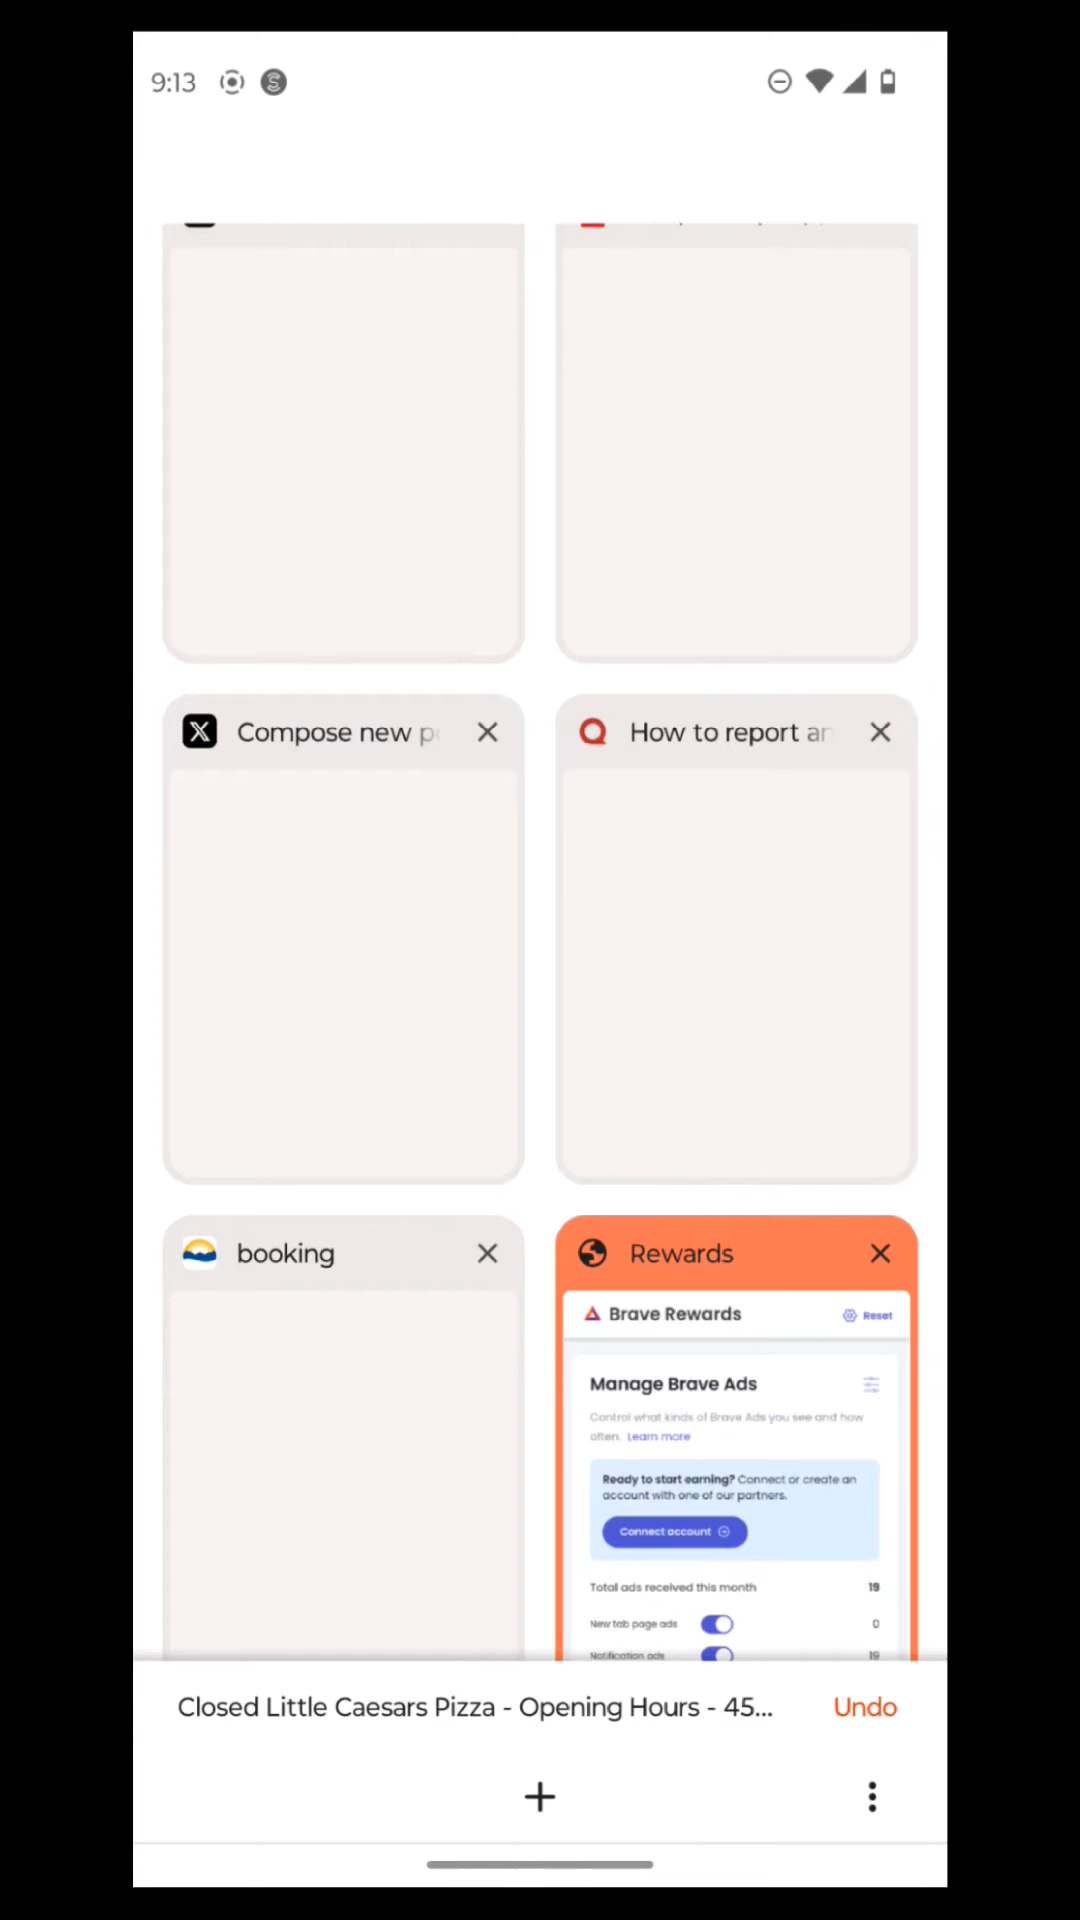 9:13
Compose new
How to report
booking
Rewards
Brave Rewards
Reset
Manage Brave Ads
Control what kinds of Brave Ads you see and how
often. Learn more
Ready to start earning? Connect or create an
account with one of our partners.
Connect account
Total ads received this month 19
New tab page ads 0
Notification ads 19
Closed Little Caesars Pizza - Opening Hours - 45...
Undo